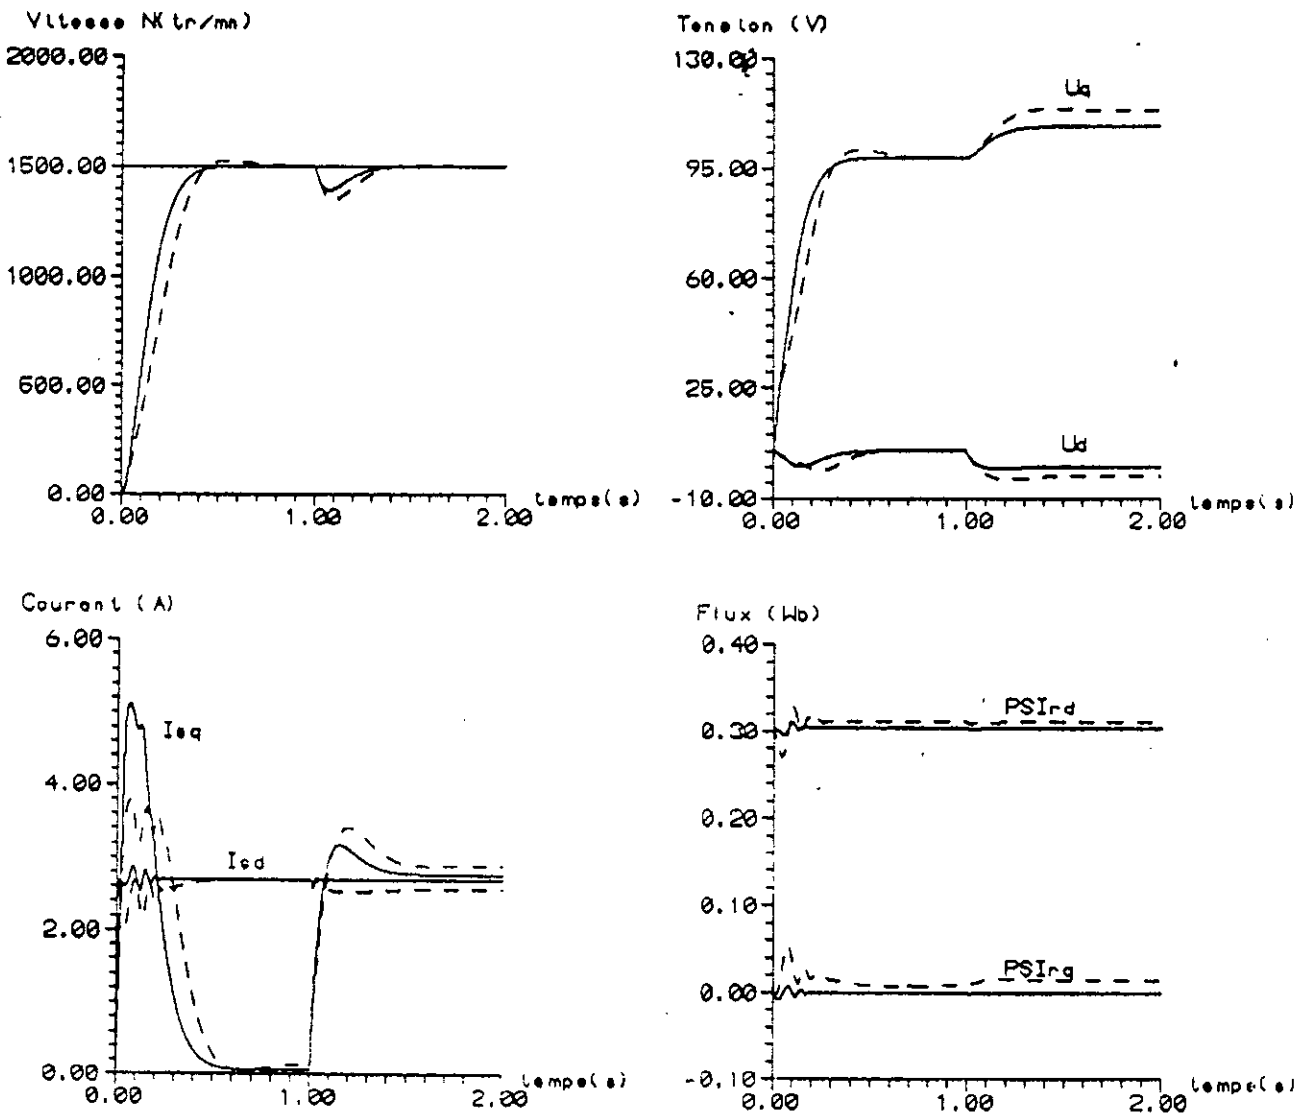 Vitesse N( tr/mn)
2000.00
1500.00
1000.00
500.00
0.00
0.00 1.00 2.00 temps(s)
Tension (V)
130.00
95.00
60.00
25.00
-10.00
Uq
Ud
0.00 1.00 2.00 temps(s)
Courant (A)
6.00
4.00
2.00
0.00
Isq
Isd
0.00 1.00 2.00 temps(s)
Flux (Wb)
0.40
0.30
0.20
0.10
0.00
-0.10
PSIrd
PSIrq
0.00 1.00 2.00 temps(s)